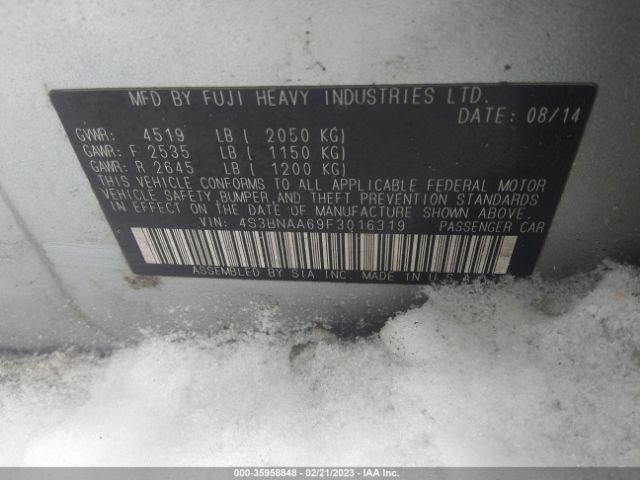 MFD BY FUJI HEAVY INDUSTRIES LTD.
DATE: 08/14
GVWR: 4519 LB ( 2050 KG)
GAWR: F 2535 LB ( 1150 KG)
GAWR: R 2645 LB ( 1200 KG)
THIS VEHICLE CONFORMS TO ALL APPLICABLE FEDERAL MOTOR
VEHICLE SAFETY, BUMPER, AND THEFT PREVENTION STANDARDS
IN EFFECT ON THE DATE OF MANUFACTURE SHOWN ABOVE.
VIN: 4S3BNAA69F3016319 PASSENGER CAR
ASSEMBLED BY SIA INC. MADE IN U.S.A.
000-35958848 - 02/21/2023 - IAA Inc.